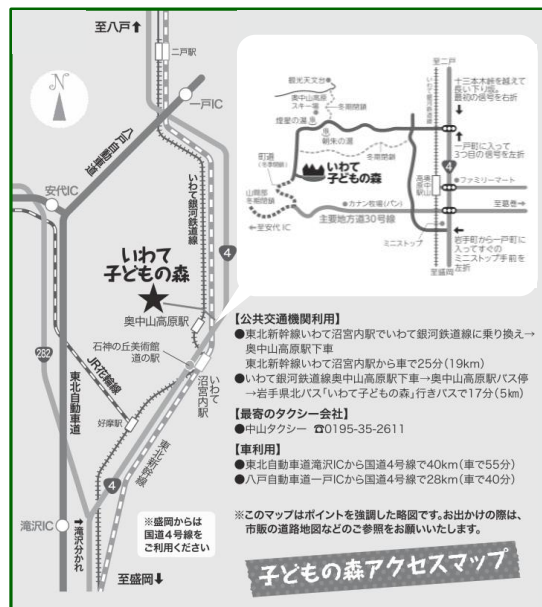 至八戸↑
二戸駅
N
一戸IC
八戸自動車道
安代IC
いわて銀河鉄道線
4
いわて
子どもの森
奥中山高原駅
石神の丘美術館
道の駅
いわて
沼宮内駅
282
JR花輪線
東北自動車道
好摩駅
東北新幹線
4
滝沢IC
→滝沢分かれ
至盛岡↓
※盛岡からは
国道4号線を
ご利用ください
至二戸
十三本木峠を越えて
長い下り坂。
最初の信号を右折
観光天文台
奥中山高原
スキー場
冬期閉鎖
煌星の湯
朝朱の湯
冬期閉鎖
いわて銀河鉄道線
一戸町に入って
3つ目の信号を左折
4
町道
(冬季閉鎖)
いわて
子どもの森
奥中山
高原駅
ファミリーマート
山間部
冬期閉鎖
カナン牧場(パン)
至葛巻→
主要地方道30号線
←至安代IC
ミニストップ
岩手町から一戸町に
入ってすぐの
ミニストップ手前を
左折
至盛岡
【公共交通機関利用】
●東北新幹線いわて沼宮内駅でいわて銀河鉄道線に乗り換え→
奥中山高原駅下車
東北新幹線いわて沼宮内駅から車で25分(19km)
●いわて銀河鉄道線奥中山高原駅下車→奥中山高原駅バス停
→岩手県北バス「いわて子どもの森」行きバスで17分(5km)
【最寄のタクシー会社】
●中山タクシー ☎0195-35-2611
【車利用】
●東北自動車道滝沢ICから国道4号線で40km(車で55分)
●八戸自動車道一戸ICから国道4号線で28km(車で40分)
※このマップはポイントを強調した略図です。お出かけの際は、
市販の道路地図などのご参照をお願いいたします。
子どもの森アクセスマップ